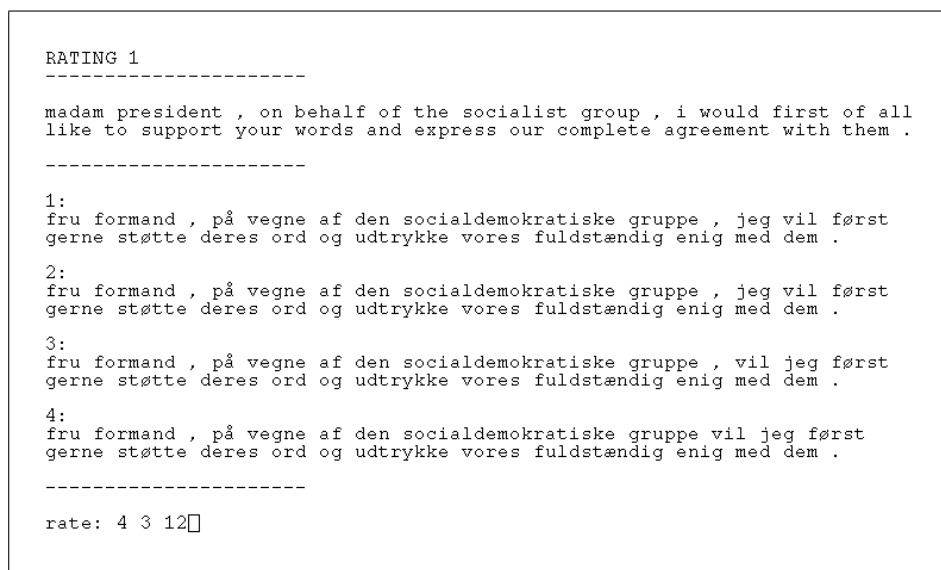 RATING 1
----------------------
madam president , on behalf of the socialist group , i would first of all
like to support your words and express our complete agreement with them .
----------------------
1:
fru formand , på vegne af den socialdemokratiske gruppe , jeg vil først
gerne støtte deres ord og udtrykke vores fuldstændig enig med dem .
2:
fru formand , på vegne af den socialdemokratiske gruppe , jeg vil først
gerne støtte deres ord og udtrykke vores fuldstændig enig med dem .
3:
fru formand , på vegne af den socialdemokratiske gruppe , vil jeg først
gerne støtte deres ord og udtrykke vores fuldstændig enig med dem .
4:
fru formand , på vegne af den socialdemokratiske gruppe vil jeg først
gerne støtte deres ord og udtrykke vores fuldstændig enig med dem .
----------------------
rate: 4 3 12